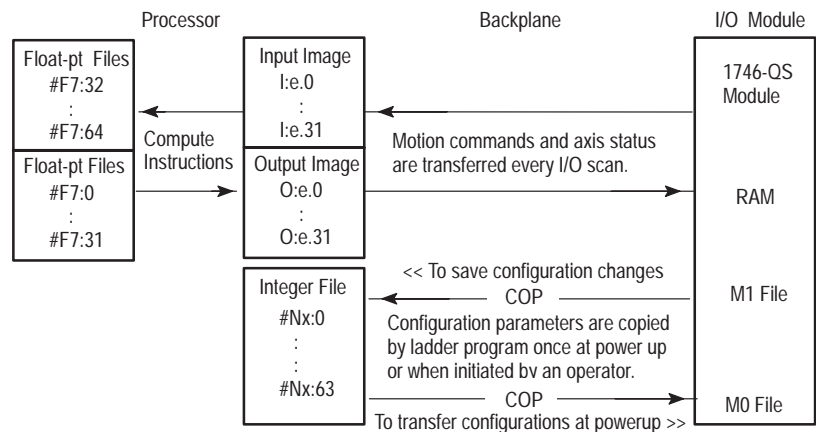 Processor
Backplane
I/O Module
Float-pt Files
#F7:32
:
#F7:64
Float-pt Files
#F7:0
:
#F7:31
Compute
Instructions
Input Image
I:e.0
:
I:e.31
Output Image
O:e.0
:
O:e.31
Motion commands and axis status
are transferred every I/O scan.
1746-QS
Module
RAM
M1 File
M0 File
Integer File
#Nx:0
:
:
#Nx:63
<< To save configuration changes
COP
Configuration parameters are copied
by ladder program once at power up
or when initiated by an operator.
COP
To transfer configurations at powerup >>